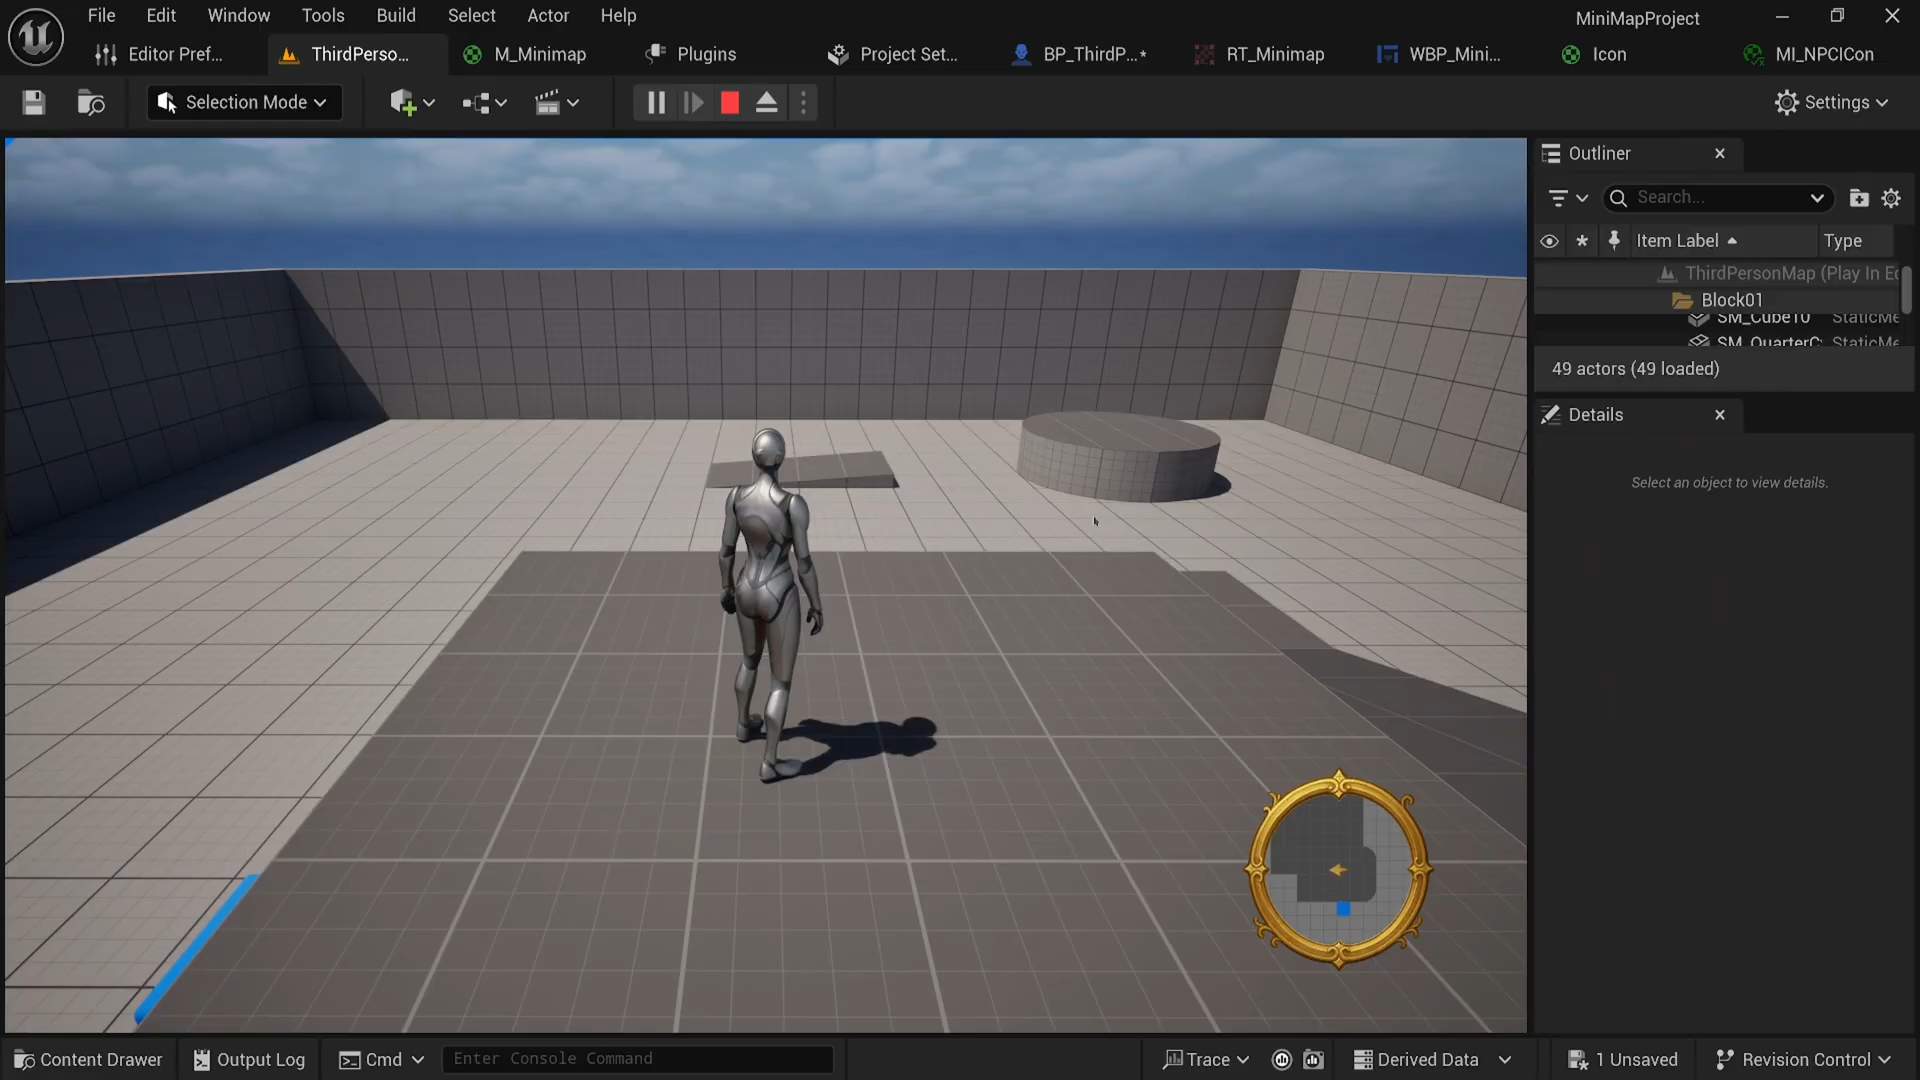 File Edit Window Tools Build Select Actor Help MiniMapProject
Editor Pref... ThirdPerso... M_Minimap Plugins Project Set... BP_ThirdP...* RT_Minimap WBP_Mini... Icon MI_NPCICon
Selection Mode Settings
Outliner
Search...
Item Label Type
ThirdPersonMap (Play In Ed
Block01
SM_Cube10 StaticMe
SM_QuarterC StaticMe
49 actors (49 loaded)
Details
Select an object to view details.
Content Drawer Output Log Cmd Enter Console Command Trace Derived Data 1 Unsaved Revision Control